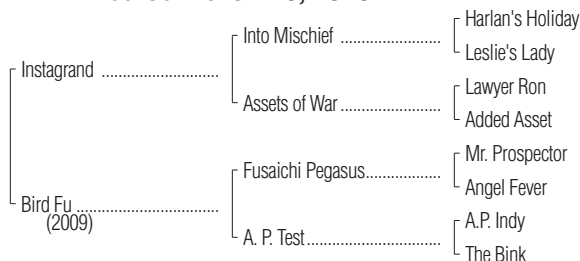 Harlan's Holiday
Into Mischief ........................
Leslie's Lady
Instagrand ............................
Lawyer Ron
Assets of War ........................
Added Asset
Mr. Prospector
Fusaichi Pegasus..................
Angel Fever
Bird Fu ..................................
(2009)
A.P. Indy
A. P. Test................................
The Bink